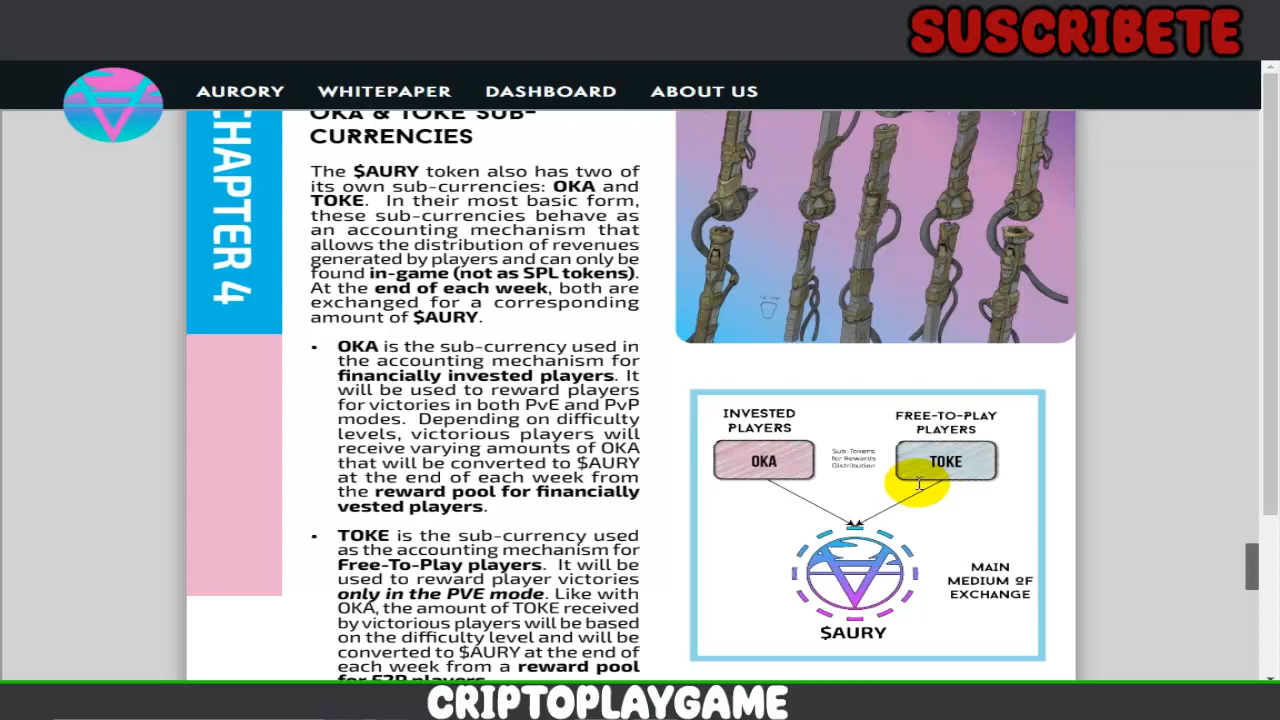 SUSCRIBETE
AURORY WHITEPAPER DASHBOARD ABOUT US
CHAPTER 4
OKA & TOKE SUB-
CURRENCIES
The $AURY token also has two of
its own sub-currencies: OKA and
TOKE. In their most basic form,
these sub-currencies behave as
an accounting mechanism that
allows the distribution of revenues
generated by players and can only be
found in-game (not as SPL tokens).
At the end of each week, both are
exchanged for a corresponding
amount of $AURY.
• OKA is the sub-currency used in
the accounting mechanism for
financially invested players. It
will be used to reward players
for victories in both PvE and PvP
modes. Depending on difficulty
levels, victorious players will
receive varying amounts of OKA
that will be converted to $AURY
at the end of each week from
the reward pool for financially
vested players.
• TOKE is the sub-currency used
as the accounting mechanism for
Free-To-Play players. It will be
used to reward player victories
only in the PVE mode. Like with
OKA, the amount of TOKE received
by victorious players will be based
on the difficulty level and will be
converted to $AURY at the end of
each week from a reward pool
for F2P players.
INVESTED
PLAYERS
FREE-TO-PLAY
PLAYERS
OKA
Sub-Tokens
for Rewards
Distribution
TOKE
MAIN
MEDIUM OF
EXCHANGE
$AURY
CRIPTOPLAYGAME